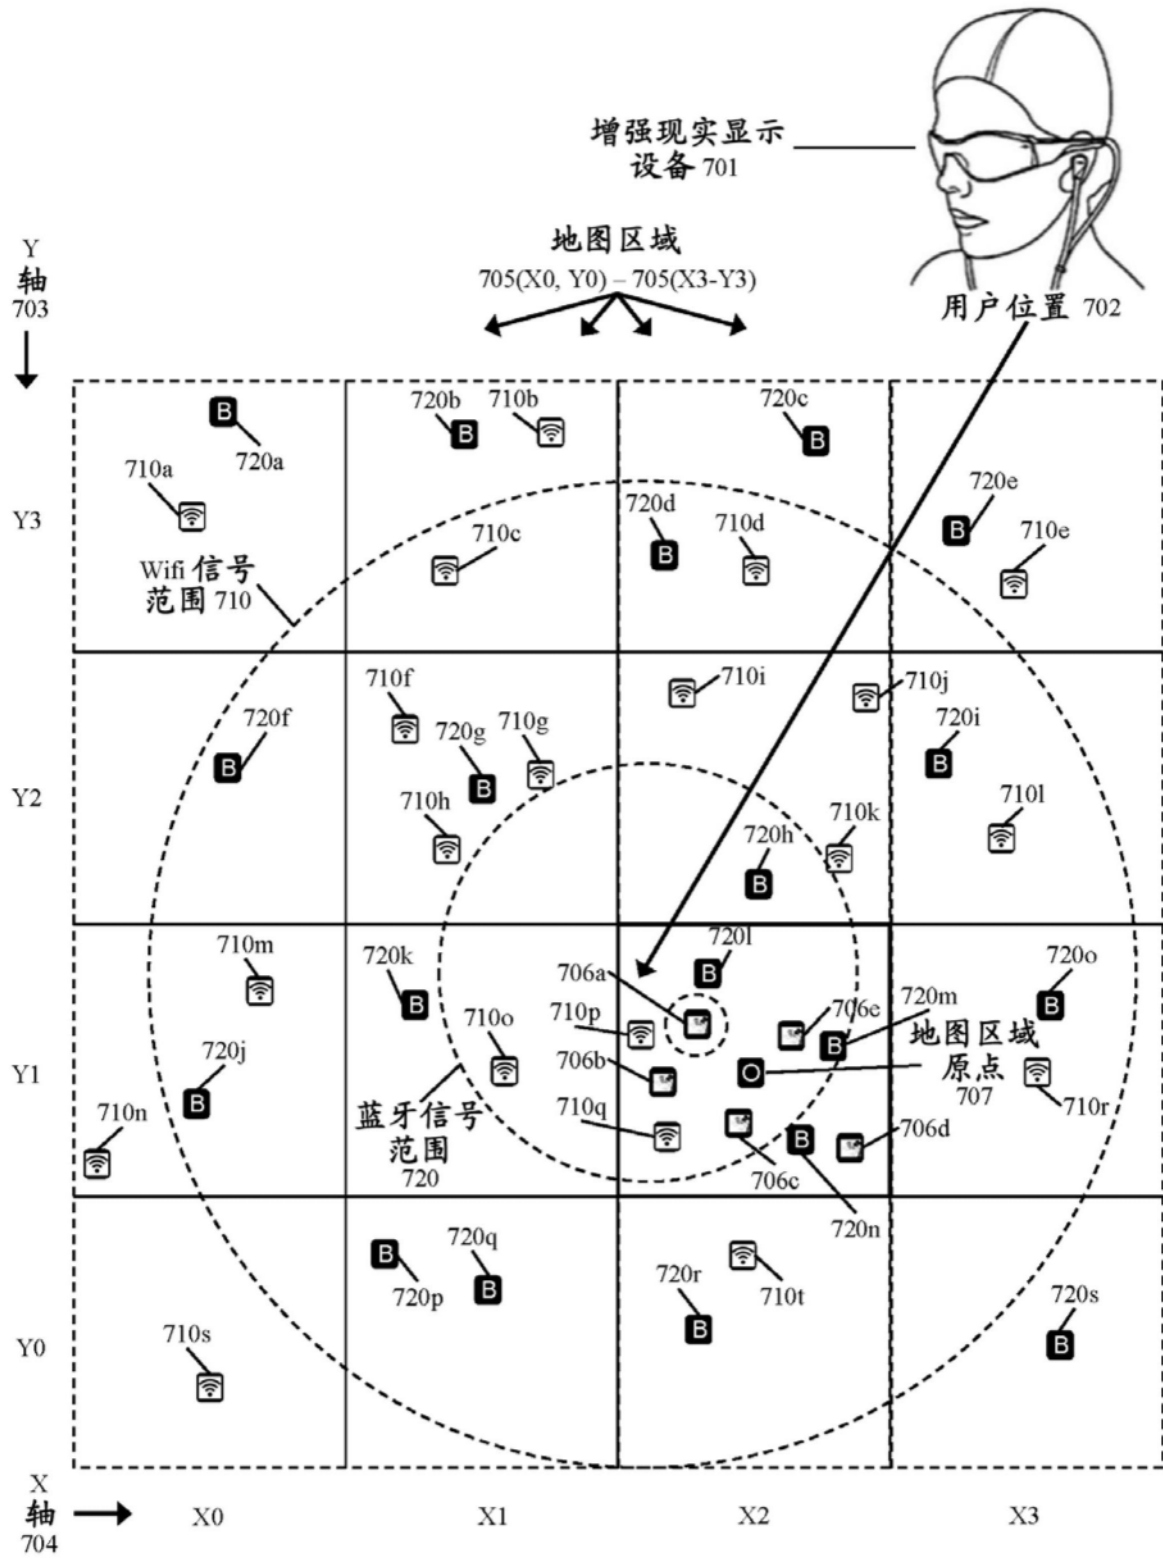 增强现实显示
设备 701
地图区域
705(X0, Y0) – 705(X3-Y3)
用户位置 702
Y
轴
703
720b
710b
720c
B
B
B
B
720a
710a
720e
720d
710d
B
Y3
710c
B
710e
Wifi 信号
范围 710
710f
710i
710j
720f
720g
710g
720i
B
B
B
Y2
710h
720h
710k
710l
B
710m
720k
720l
720o
706a
B
B
B
710p
706e
720m
710o
B
地图区域
原点
707
720j
706b
O
Y1
B
710n
蓝牙信号
范围
720
710q
B
706d
710r
706c
720n
B
720q
720p
B
720r
710t
720s
B
B
710s
Y0
X
轴
704
X0
X1
X2
X3